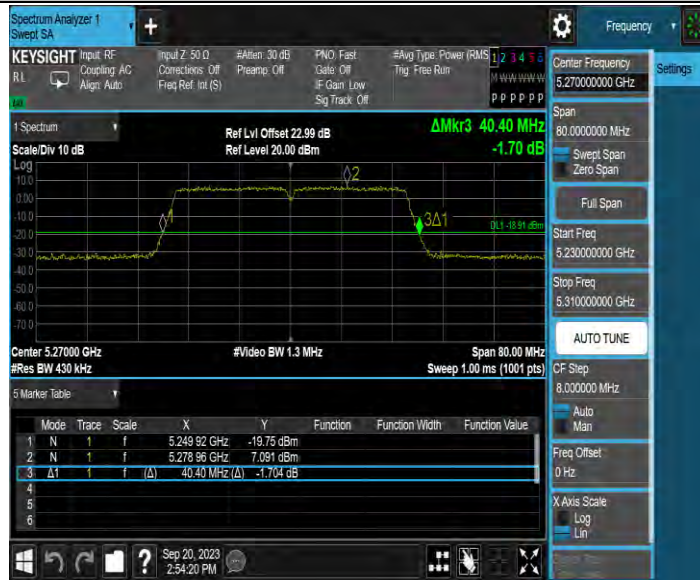 Spectrum Analyzer 1
Swept SA
+
Frequency
KEYSIGHT
RL
Input: RF
Coupling: AC
Align: Auto
Input Z: 50 Ω
Corrections: Off
Freq Ref: Int (S)
#Atten: 30 dB
Preamp: Off
PNO: Fast
Gate: Off
IF Gain: Low
Sig Track: Off
#Avg Type: Power (RMS
Trig: Free Run
1 2 3 4 5 6
M W W W W W
P P P P P P
Center Frequency
5.270000000 GHz
Settings
Span
80.0000000 MHz
Swept Span
Zero Span
Full Span
Start Freq
5.230000000 GHz
Stop Freq
5.310000000 GHz
AUTO TUNE
CF Step
8.000000 MHz
Auto
Man
Freq Offset
0 Hz
X Axis Scale
Log
Lin
1 Spectrum
Scale/Div 10 dB
Ref Lvl Offset 22.99 dB
Ref Level 20.00 dBm
ΔMkr3 40.40 MHz
-1.70 dB
Log
10.0
0.00
-10.0
-20.0
-30.0
-40.0
-50.0
-60.0
-70.0
2
1
3Δ1
DL1 -18.91 dBm
Center 5.27000 GHz
#Res BW 430 kHz
#Video BW 1.3 MHz
Span 80.00 MHz
Sweep 1.00 ms (1001 pts)
5 Marker Table
Mode Trace Scale X Y Function Function Width Function Value
1 N 1 f 5.249 92 GHz -19.75 dBm
2 N 1 f 5.278 96 GHz 7.091 dBm
3 Δ1 1 f (Δ) 40.40 MHz (Δ) -1.704 dB
4
5
6
?
Sep 20, 2023
2:54:20 PM